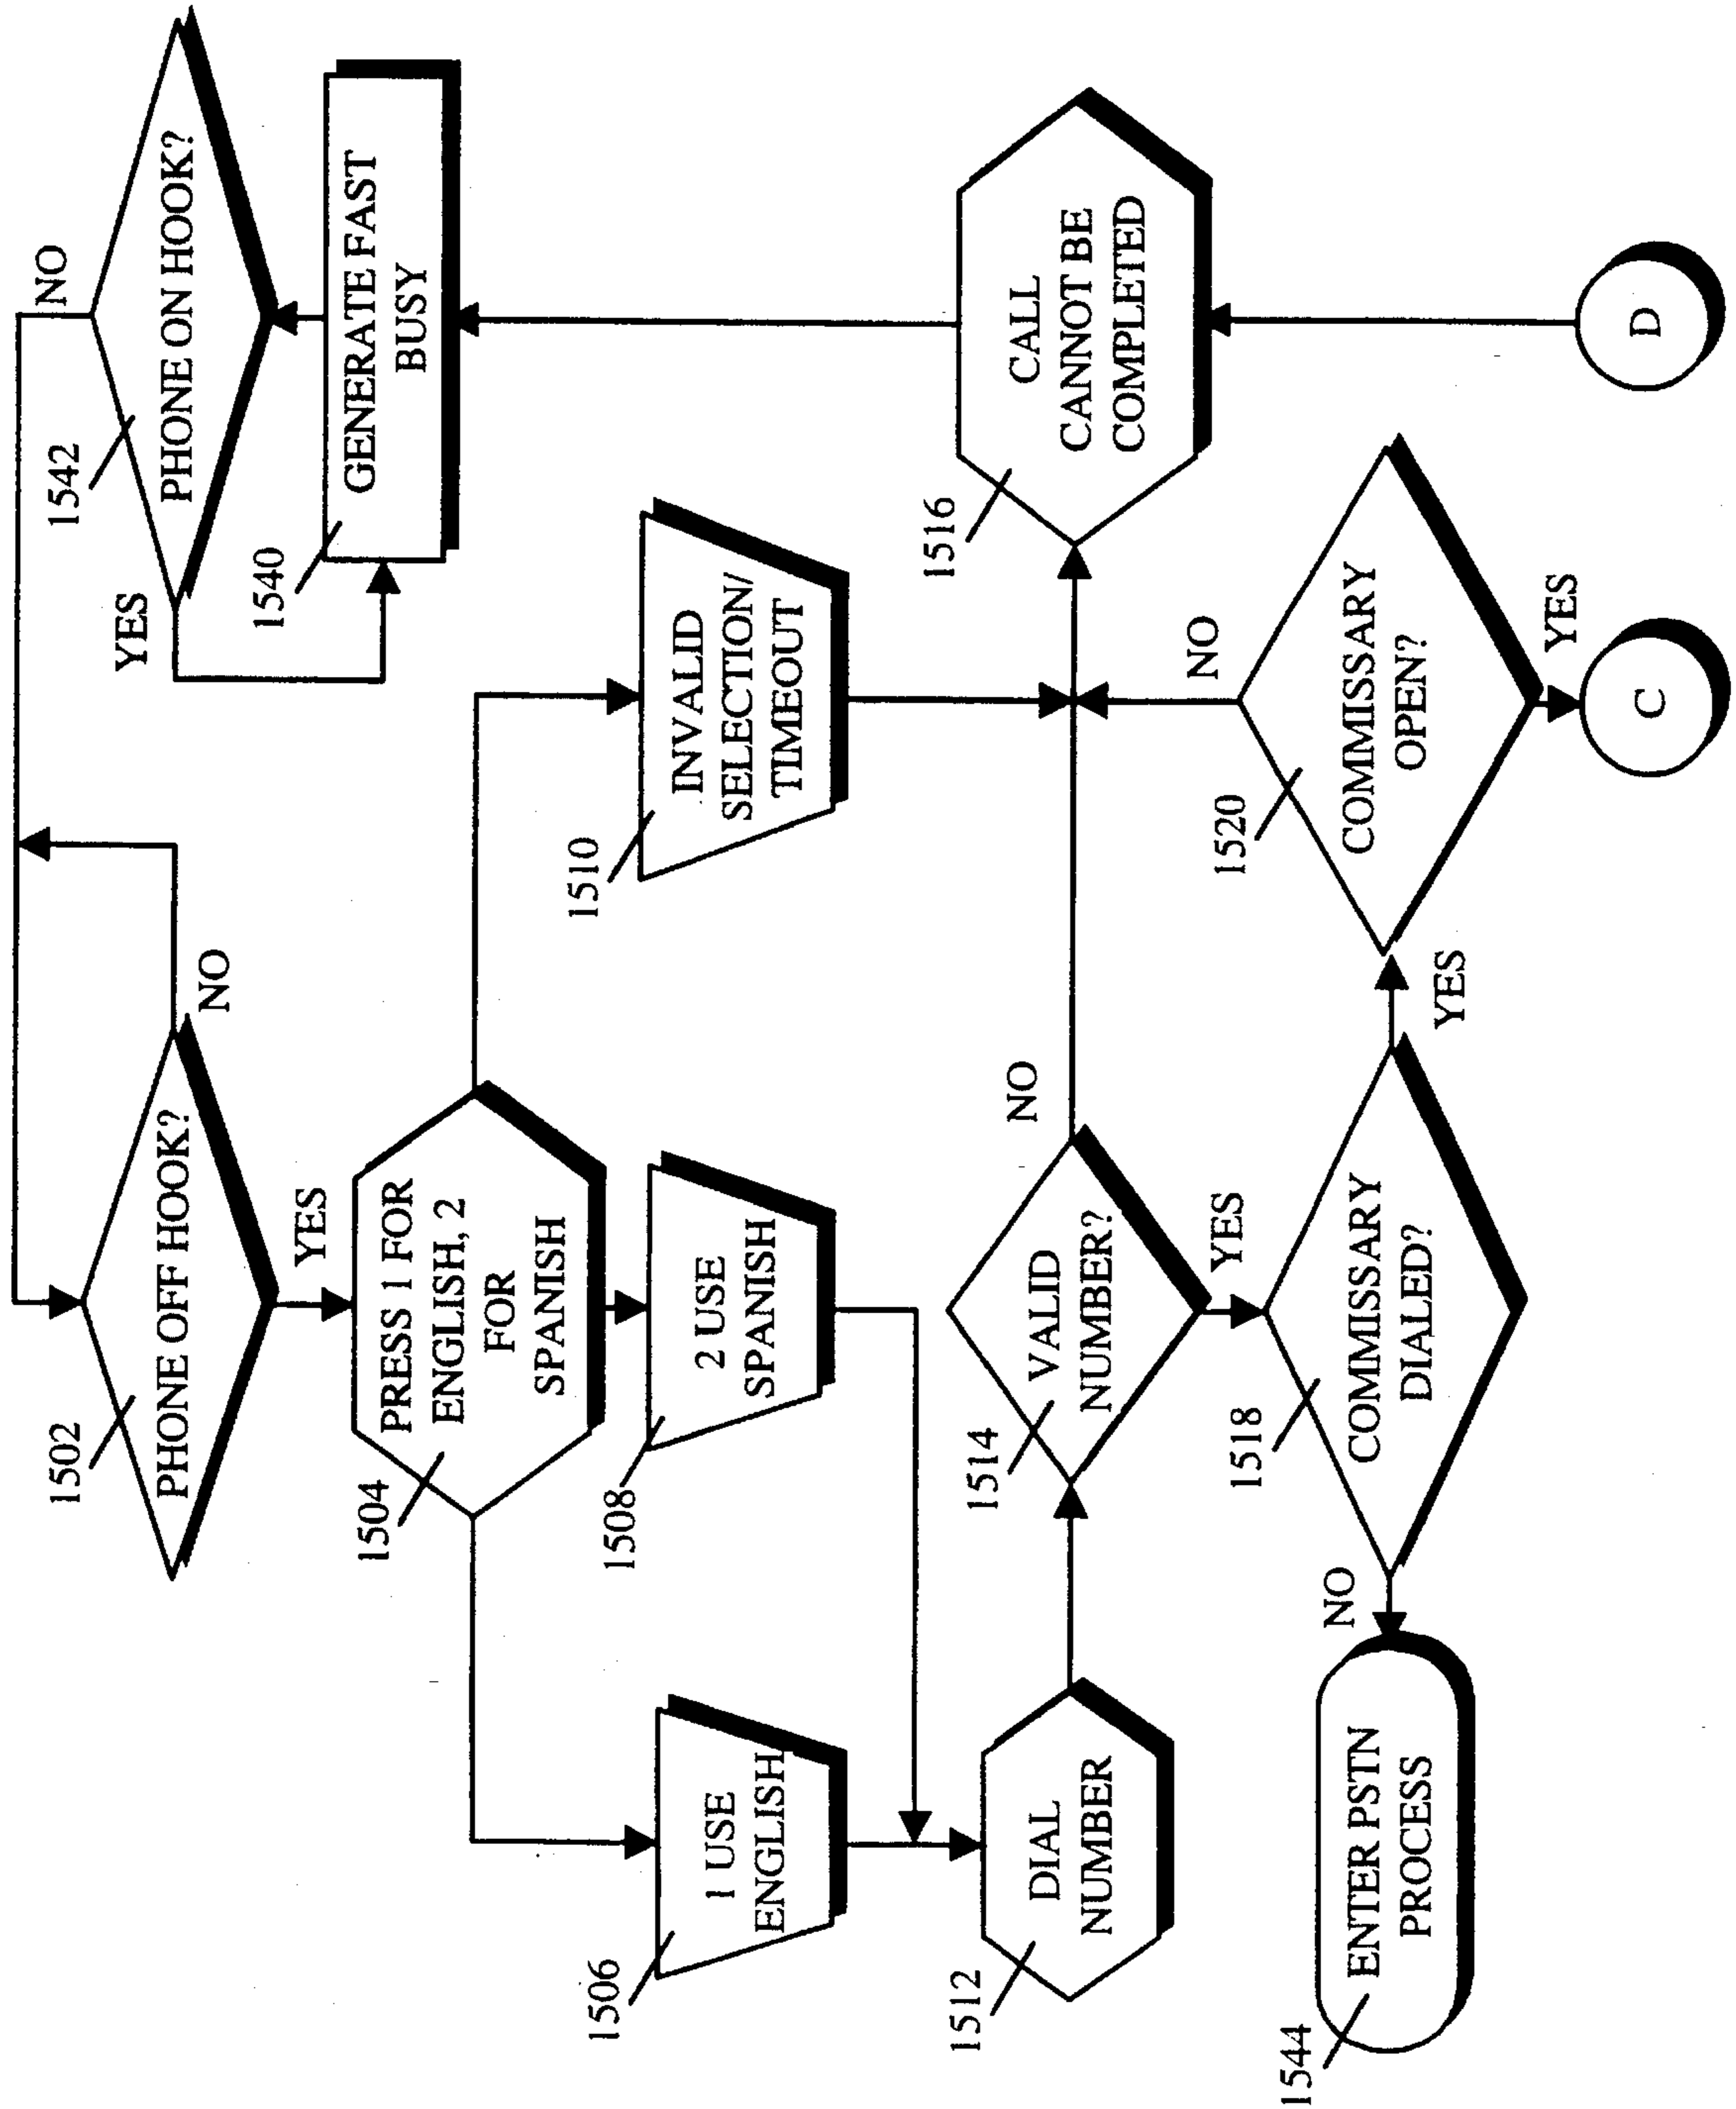 1502
PHONE OFF HOOK?
NO
YES
1542
PHONE ON HOOK?
NO
YES
1504
PRESS 1 FOR
ENGLISH, 2
FOR
SPANISH
1540
GENERATE FAST
BUSY
1506
1 USE
ENGLISH
1508
2 USE
SPANISH
1510
INVALID
SELECTION/
TIMEOUT
1512
DIAL
NUMBER
1514
VALID
NUMBER?
NO
YES
1516
CALL
CANNOT BE
COMPLETED
1544
ENTER PSTN
PROCESS
NO
1518
COMMISSARY
DIALED?
YES
1520
COMMISSARY
OPEN?
NO
YES
C
D